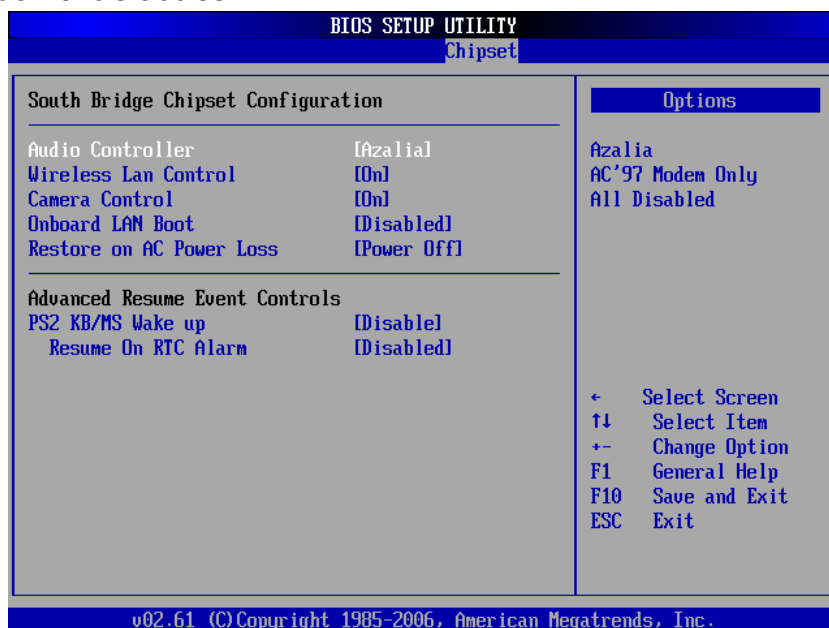 BIOS SETUP UTILITY
Chipset
South Bridge Chipset Configuration
Audio Controller [Azalia]
Wireless Lan Control [On]
Camera Control [On]
Onboard LAN Boot [Disabled]
Restore on AC Power Loss [Power Off]
Advanced Resume Event Controls
PS2 KB/MS Wake up [Disable]
Resume On RTC Alarm [Disabled]
Options
Azalia
AC'97 Modem Only
All Disabled
← Select Screen
↑↓ Select Item
+- Change Option
F1 General Help
F10 Save and Exit
ESC Exit
v02.61 (C)Copyright 1985-2006, American Megatrends, Inc.